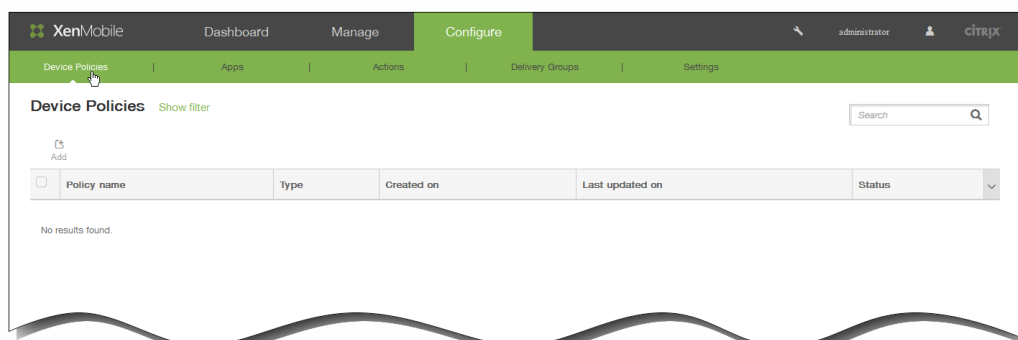 XenMobile Dashboard Manage Configure administrator CITRIX
Device Policies | Apps | Actions | Delivery Groups | Settings
Device Policies Show filter
Search
Add
Policy name Type Created on Last updated on Status
No results found.